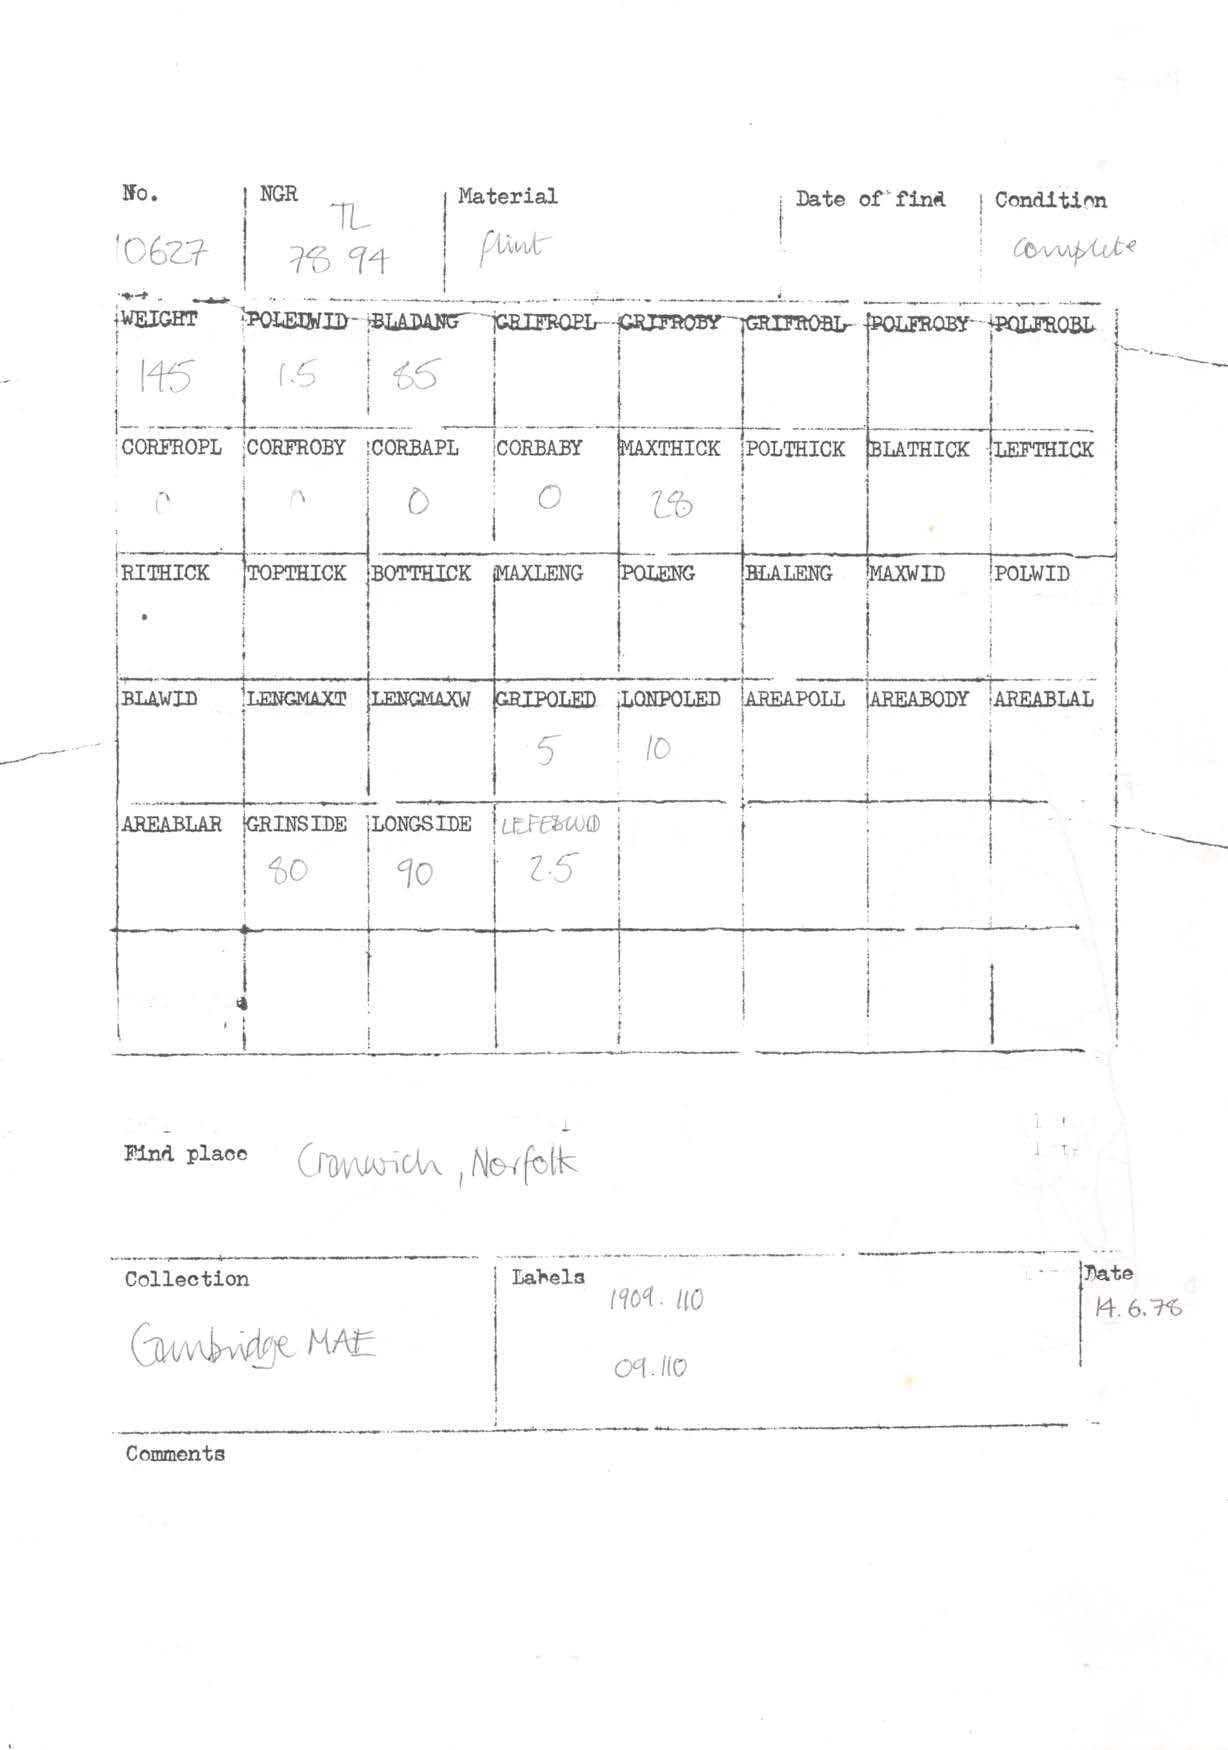 No. NGR Material Date of find Condition
TL
10627 78 94 flint complete
WEIGHT POLEDWID BLADANG GRIFROPL GRIFROBY GRIFROBL POLFROBY POLFROBL
145 1.5 85
CORFROPL CORFROBY CORBAPL CORBABY MAXTHICK POLTHICK BLATHICK LEFTHICK
0 0 0 0 28
RITHICK TOPTHICK BOTTHICK MAXLENG POLENG BLALENG MAXWID POLWID
BLAWID LENGMAXT LENGMAXW GRIPOLED LONPOLED AREAPOLL AREABODY AREABLAL
5 10
AREABLAR GRINSIDE LONGSIDE
80 90 2.5
Find place Cranwich, Norfolk
Collection Labels Date
1909.110 14.6.78
Cambridge MAE
09.110
Comments